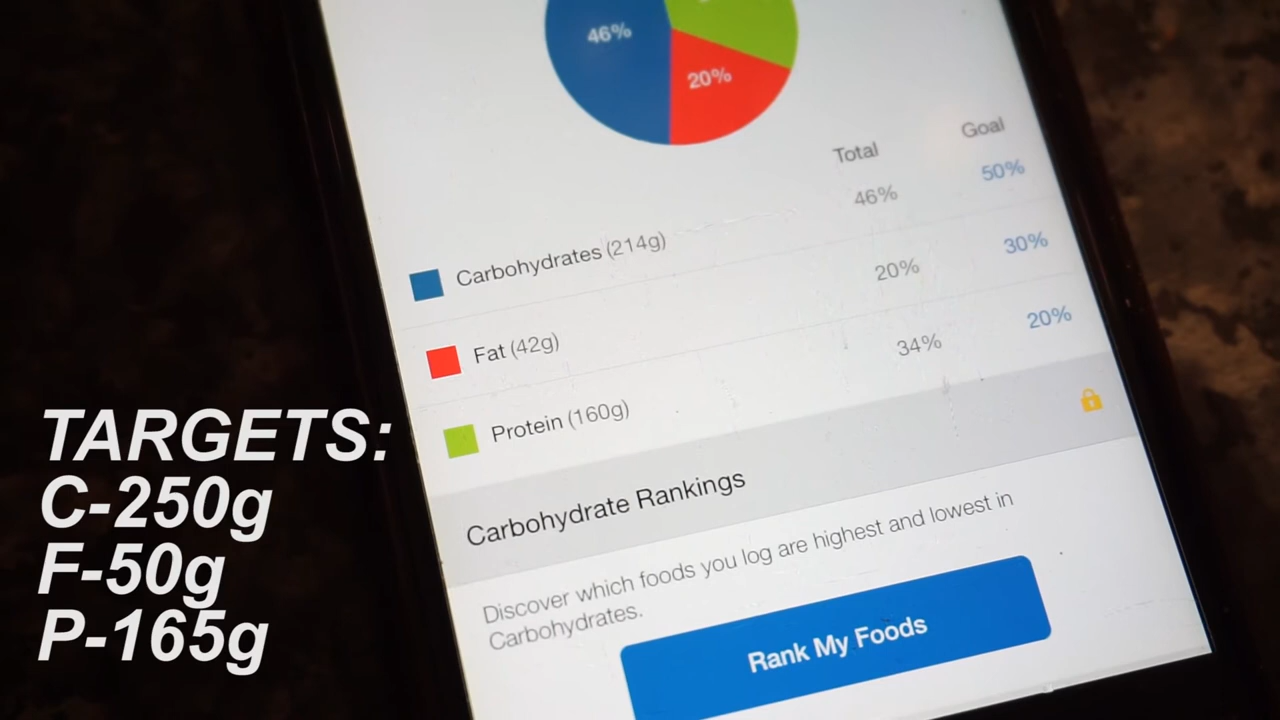 46%
20%
Total
Goal
Carbohydrates (214g)
46%
50%
Fat (42g)
20%
30%
Protein (160g)
34%
20%
Carbohydrate Rankings
Discover which foods you log are highest and lowest in
Carbohydrates.
Rank My Foods
TARGETS:
C-250g
F-50g
P-165g